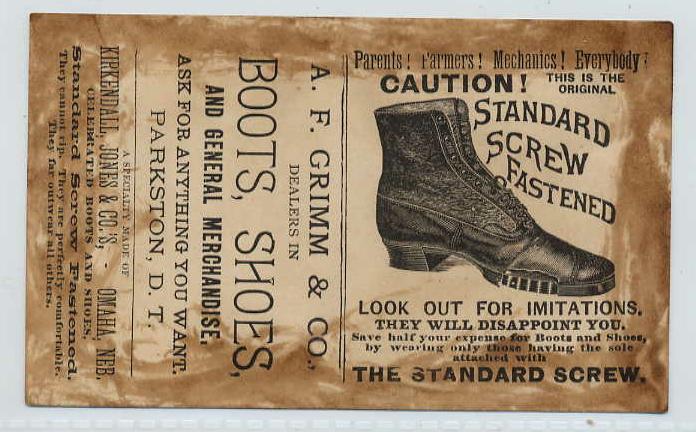 Parents! Farmers! Mechanics! Everybody!
CAUTION! THIS IS THE
ORIGINAL
STANDARD
SCREW
FASTENED
LOOK OUT FOR IMITATIONS.
THEY WILL DISAPPOINT YOU.
Save half your expense for Boots and Shoes,
by wearing only those having the sole
attached with
THE STANDARD SCREW.
A. F. GRIMM & CO.,
DEALERS IN
BOOTS, SHOES,
AND GENERAL MERCHANDISE,
ASK FOR ANYTHING YOU WANT.
PARKSTON, D. T.
A SPECIALTY MADE OF
KIRKENDALL, JONES & CO.'S, - OMAHA, NEB.
CELEBRATED BOOTS AND SHOES.
Standard Screw Fastened.
They cannot rip. They are perfectly comfortable.
They far outwear all others.